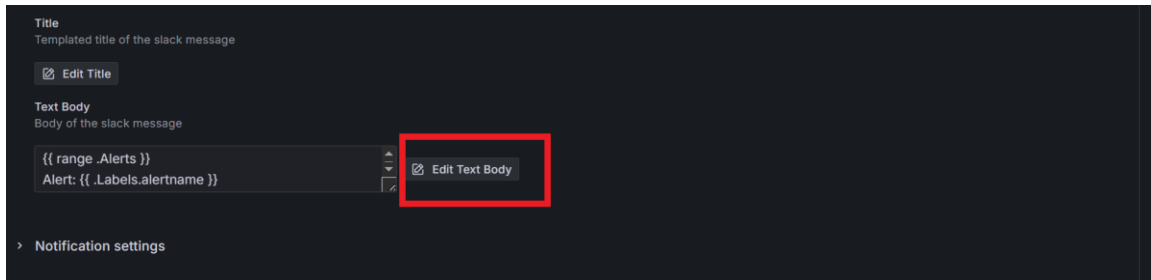 Title
Templated title of the slack message
Edit Title
Text Body
Body of the slack message
{{ range .Alerts }}
Alert: {{ .Labels.alertname }}
Edit Text Body
Notification settings